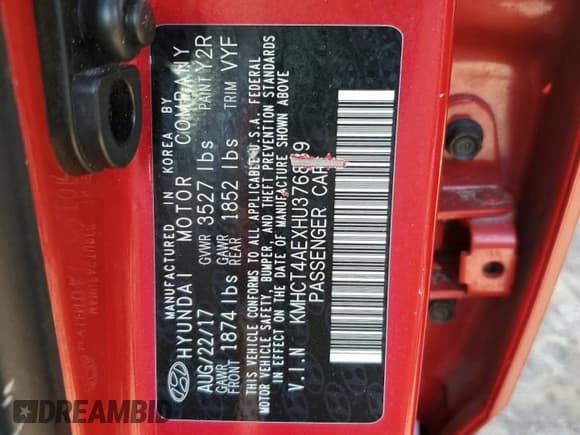 MANUFACTURED IN KOREA BY
HYUNDAI MOTOR COMPANY
AUG/22/17 GVWR 3527 lbs PAINT Y2R
GAWR FRONT 1874 lbs GAWR REAR 1852 lbs TRIM VYF
THIS VEHICLE CONFORMS TO ALL APPLICABLE U.S.A. FEDERAL
MOTOR VEHICLE SAFETY, BUMPER, AND THEFT PREVENTION STANDARDS
IN EFFECT ON THE DATE OF MANUFACTURE SHOWN ABOVE
V.I.N KMHCT4AEXHU376899
PASSENGER CAR
DREAMBID